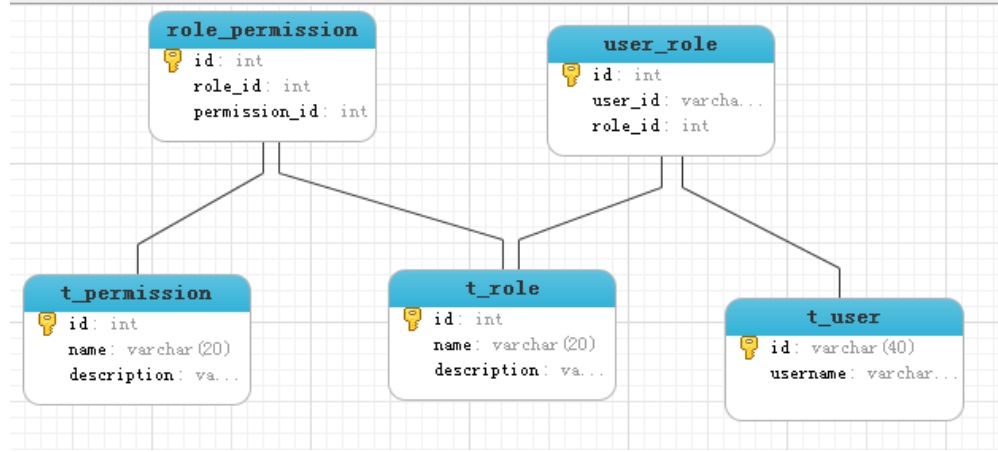 role_permission
id: int
role_id: int
permission_id: int
user_role
id: int
user_id: varcha...
role_id: int
t_permission
id: int
name: varchar(20)
description: va...
t_role
id: int
name: varchar(20)
description: va...
t_user
id: varchar(40)
username: varchar...